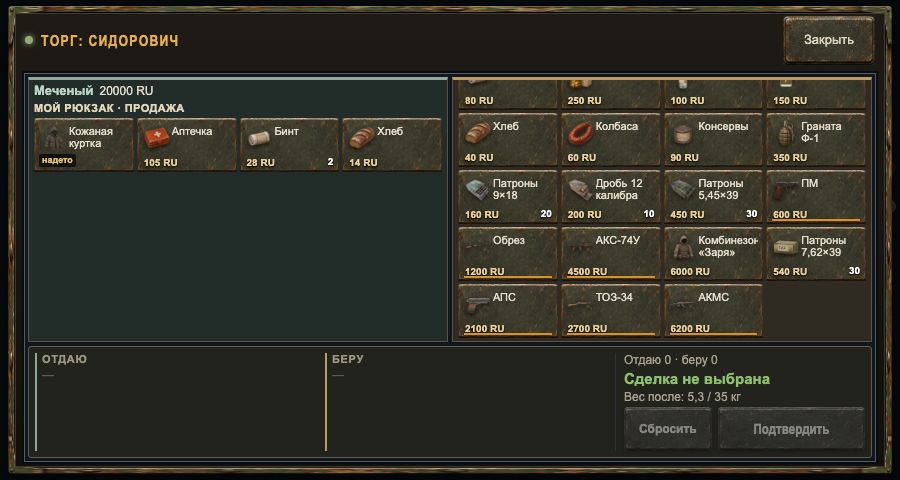 ТОРГ: СИДОРОВИЧ
Закрыть
Меченый 20000 RU
МОЙ РЮКЗАК · ПРОДАЖА
Кожаная
куртка
надето
Аптечка
105 RU
Бинт
28 RU
2
Хлеб
14 RU
80 RU
250 RU
100 RU
150 RU
Хлеб
40 RU
Колбаса
60 RU
Консервы
90 RU
Граната
Ф-1
350 RU
Патроны
9×18
160 RU
20
Дробь 12
калибра
200 RU
10
Патроны
5,45×39
450 RU
30
ПМ
600 RU
Обрез
1200 RU
АКС-74У
4500 RU
Комбинезон
«Заря»
6000 RU
Патроны
7,62×39
540 RU
30
АПС
2100 RU
ТОЗ-34
2700 RU
АКМС
6200 RU
ОТДАЮ
—
БЕРУ
—
Отдаю 0 · беру 0
Сделка не выбрана
Вес после: 5,3 / 35 кг
Сбросить
Подтвердить